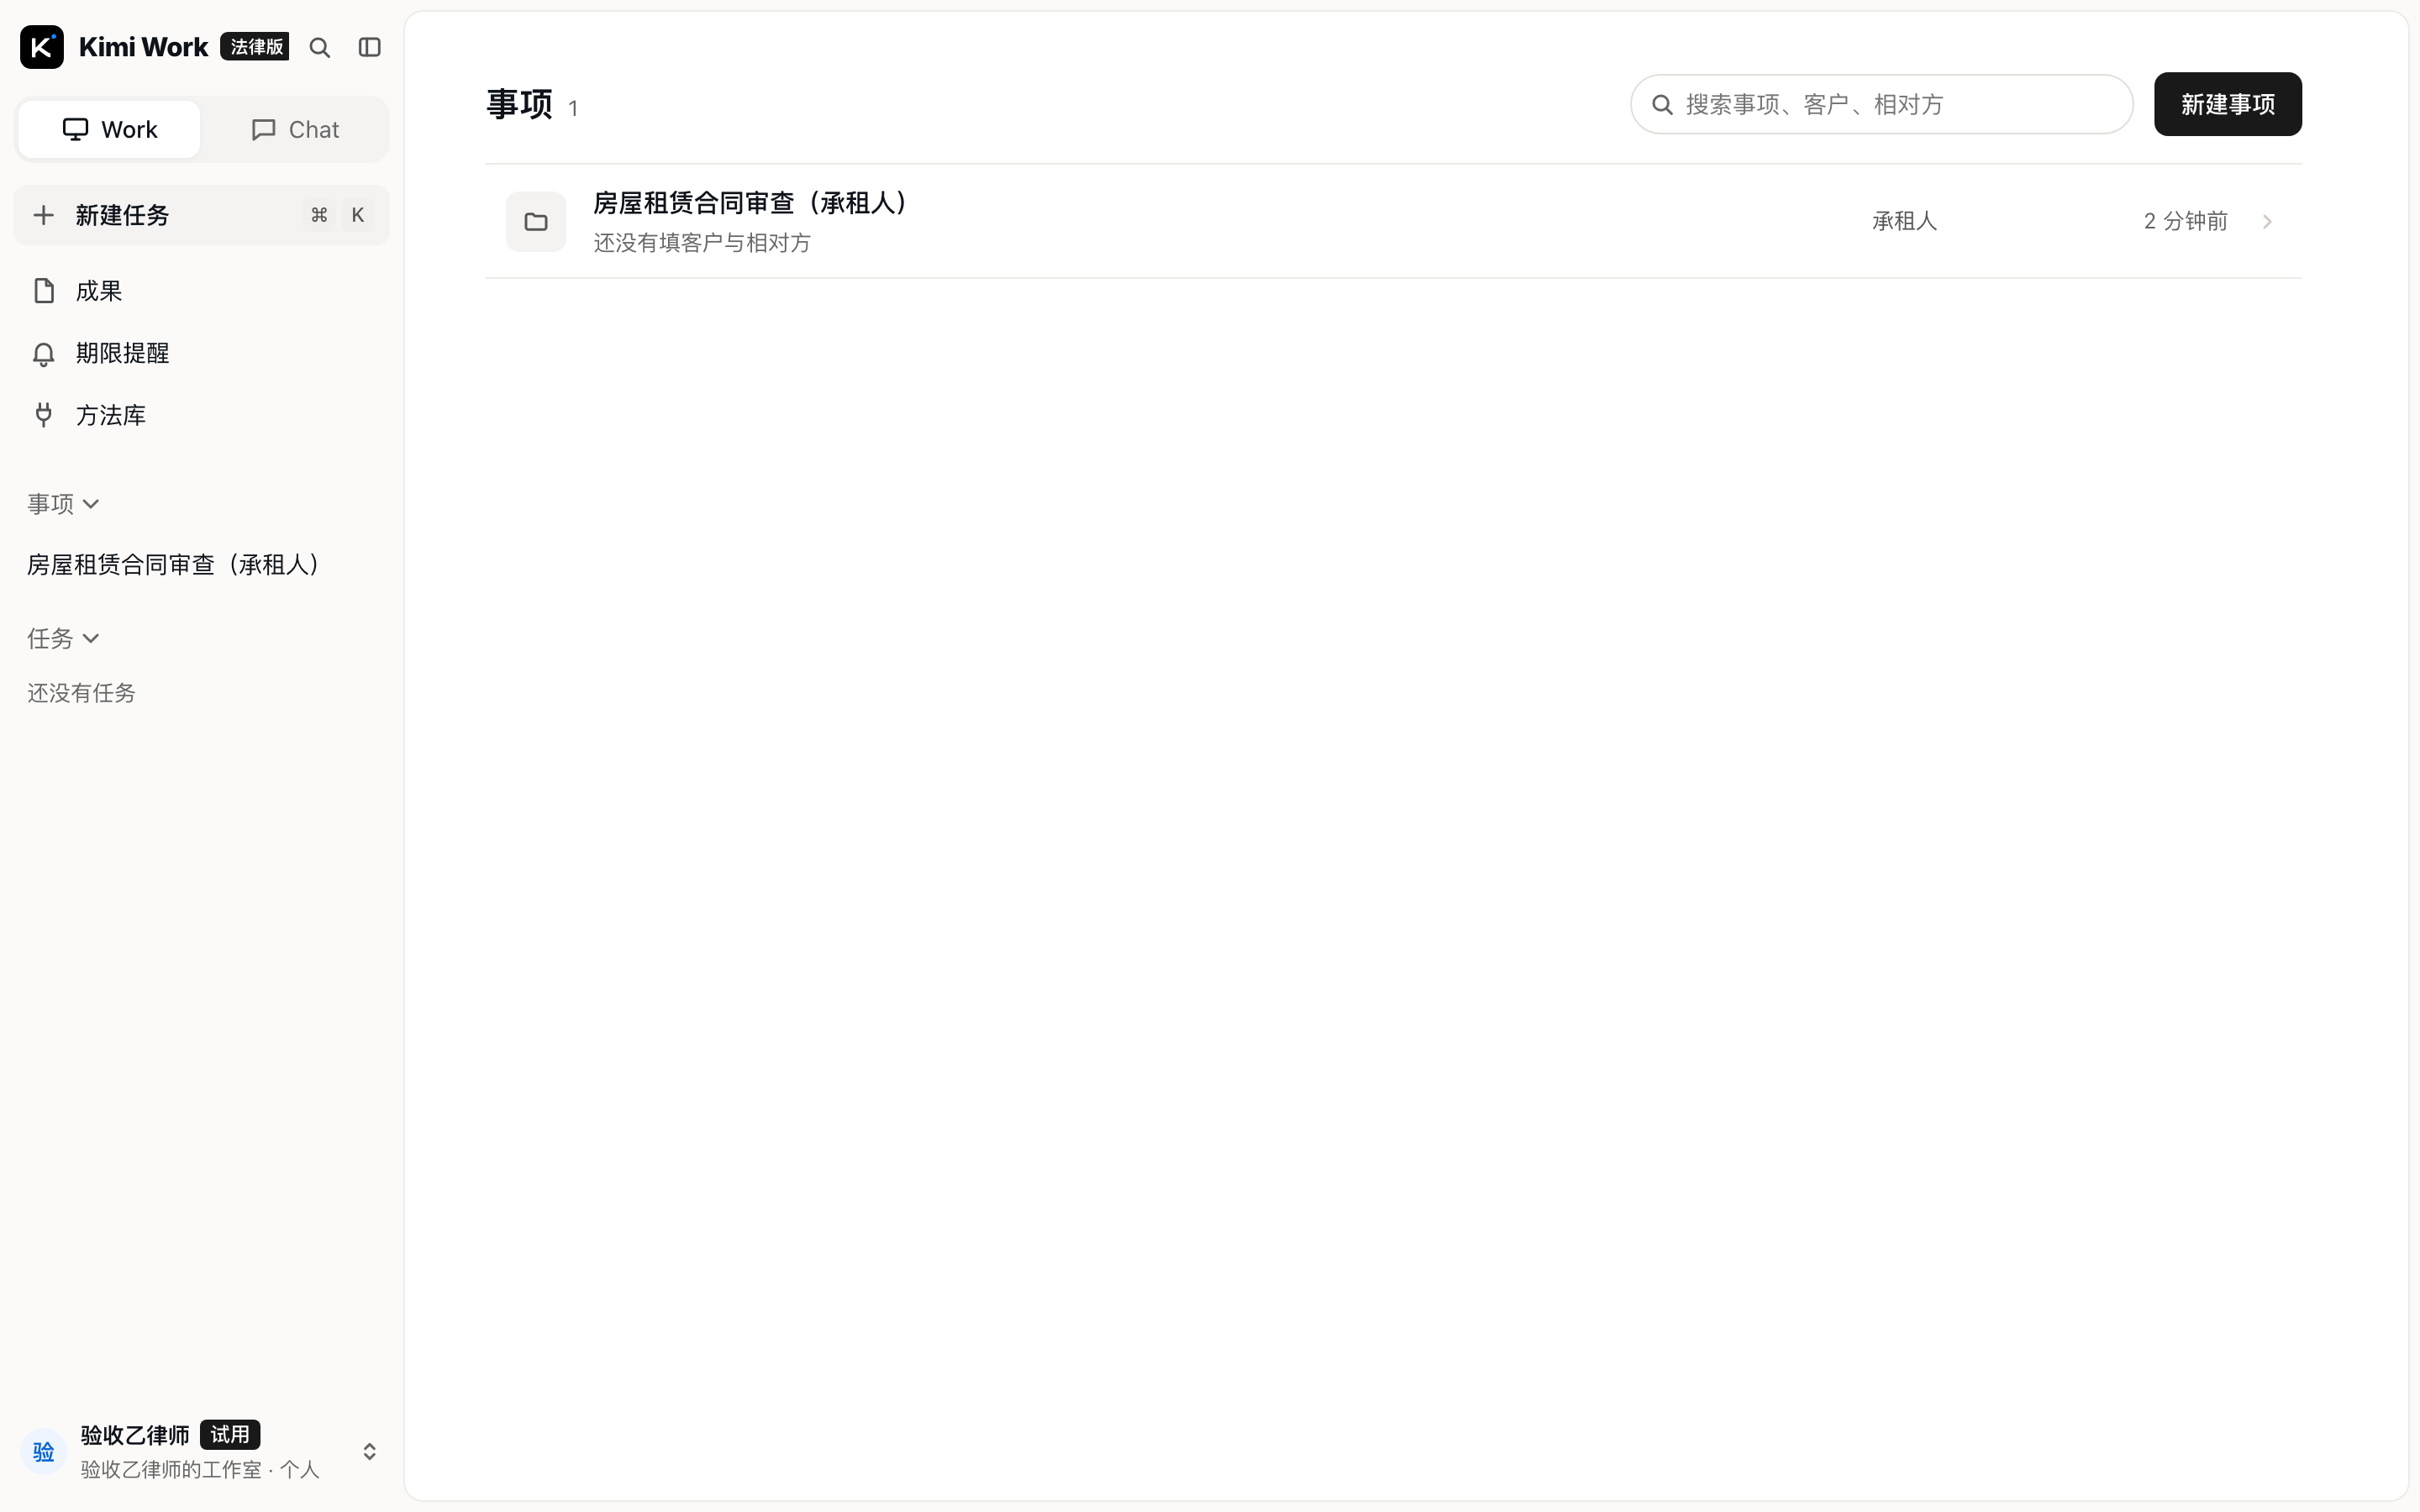 Kimi Work 法律版
Work
Chat
新建任务 ⌘ K
成果
期限提醒
方法库
事项
房屋租赁合同审查（承租人）
任务
还没有任务
验 验收乙律师 试用
验收乙律师的工作室 · 个人
事项 1
搜索事项、客户、相对方
新建事项
房屋租赁合同审查（承租人）
还没有填客户与相对方
承租人
2 分钟前